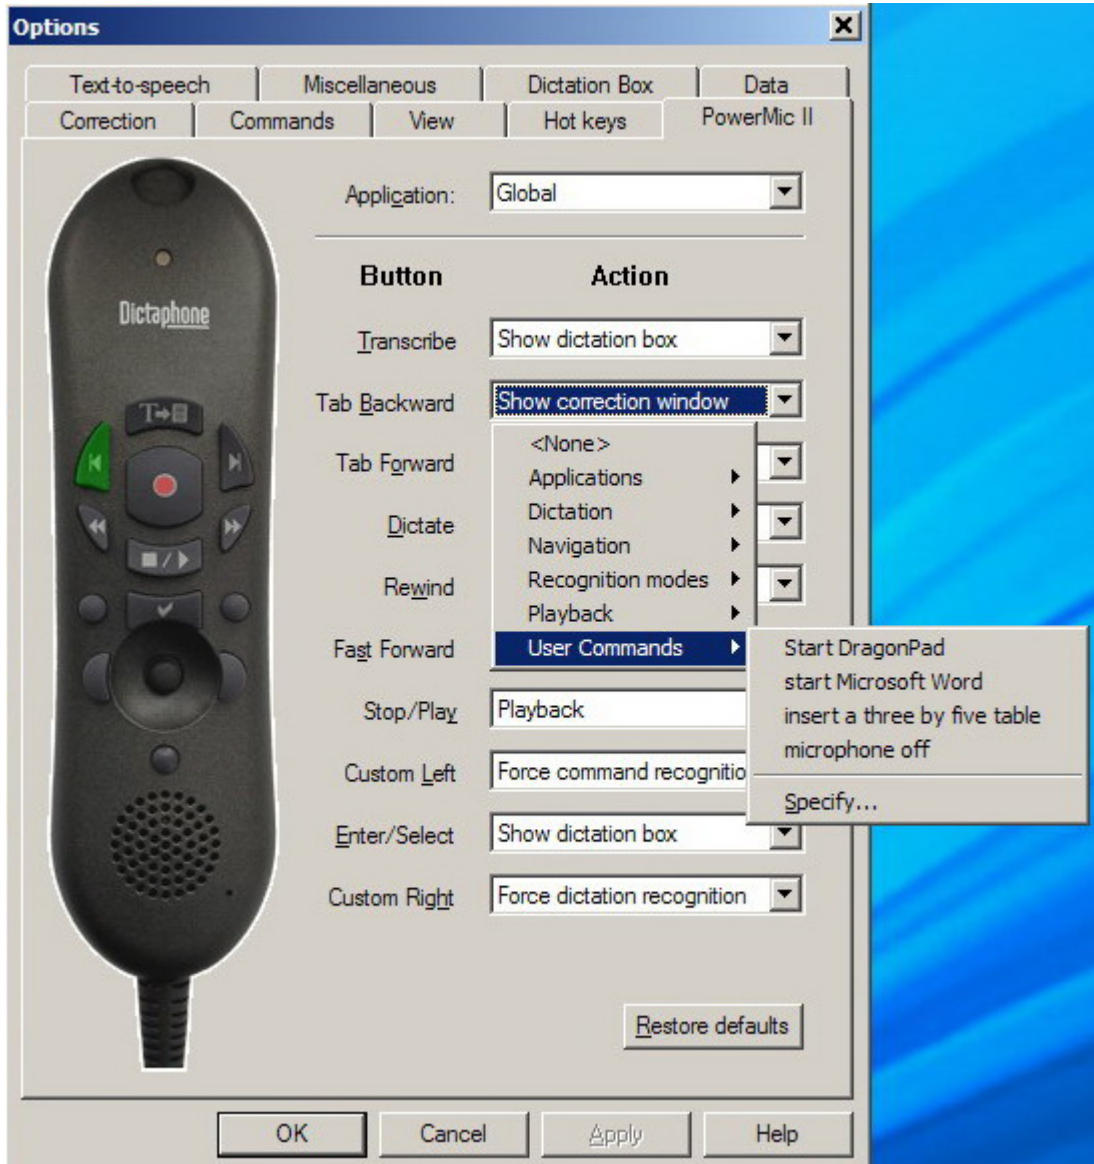 Options
Text-to-speech Miscellaneous Dictation Box Data
Correction Commands View Hot keys PowerMic II
Application: Global
Button Action
Dictaphone
Transcribe Show dictation box
Tab Backward Show correction window
<None>
Tab Forward
Applications
Dictate
Dictation
Navigation
Rewind
Recognition modes
Playback
Fast Forward
User Commands
Start DragonPad
start Microsoft Word
insert a three by five table
microphone off
Specify...
Stop/Play Playback
Custom Left Force command recognitio
Enter/Select Show dictation box
Custom Right Force dictation recognition
Restore defaults
OK Cancel Apply Help